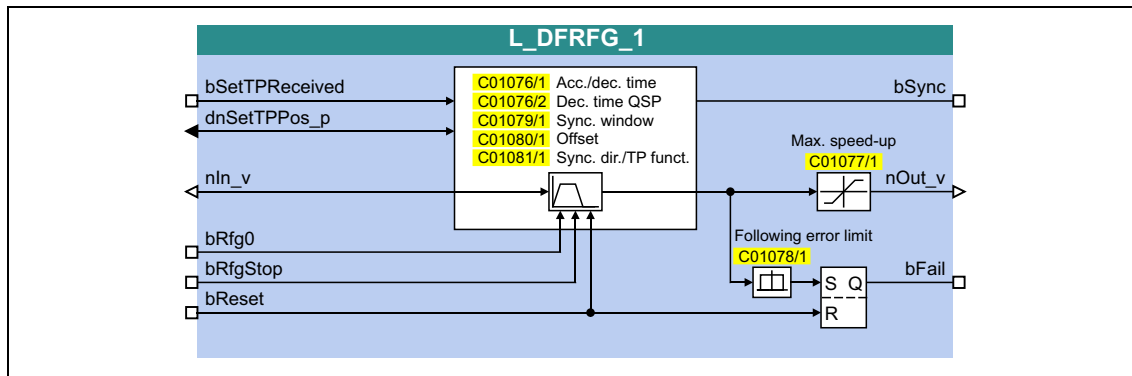 L_DFRFG_1
bSetTPReceived
dnSetTPPos_p
nIn_v
bRfg0
bRfgStop
bReset
C01076/1 Acc./dec. time
C01076/2 Dec. time QSP
C01079/1 Sync. window
C01080/1 Offset
C01081/1 Sync. dir./TP funct.
bSync
Max. speed-up
C01077/1
nOut_v
Following error limit
C01078/1
S Q
R
bFail